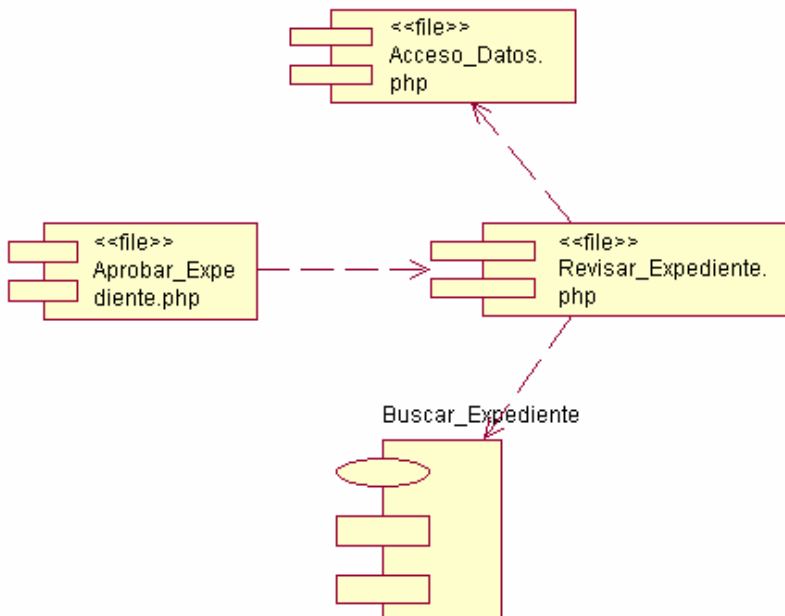 <<file>>
Acceso_Datos.
php
<<file>>
Aprobar_Expe
diente.php
<<file>>
Revisar_Expediente.
php
Buscar_Expediente